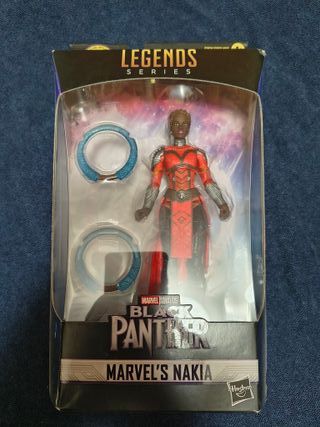 LEGENDS
SERIES
MARVEL STUDIOS
BLACK
PANTHER
MARVEL'S NAKIA
Hasbro